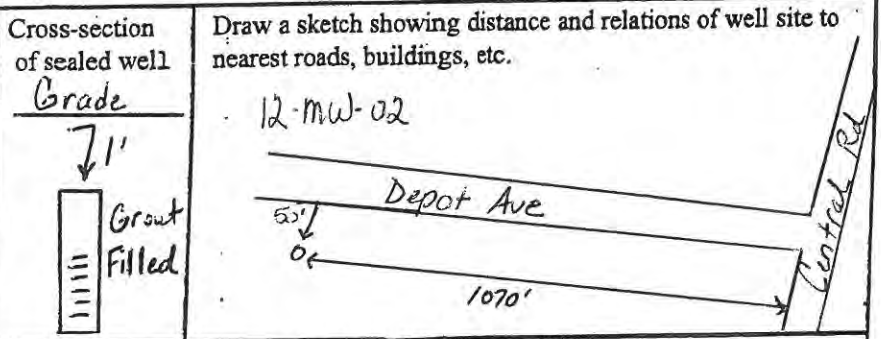 Cross-section
of sealed well
Grade
1'
Grout
Filled
Draw a sketch showing distance and relations of well site to
nearest roads, buildings, etc.
12-MW-02
Depot Ave
Central Rd
1070'